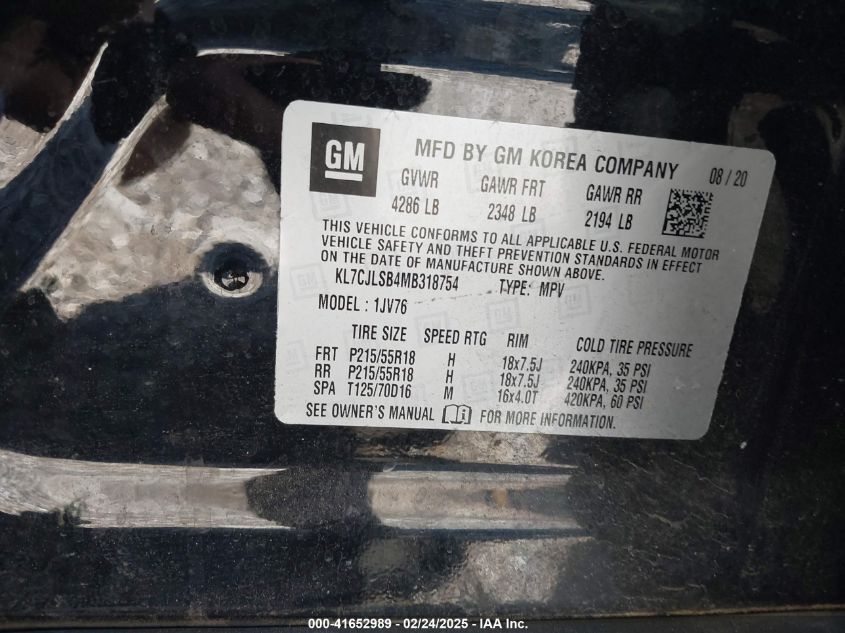 GM
MFD BY GM KOREA COMPANY 08/20
GVWR GAWR FRT GAWR RR
4286 LB 2348 LB 2194 LB
THIS VEHICLE CONFORMS TO ALL APPLICABLE U.S. FEDERAL MOTOR
VEHICLE SAFETY AND THEFT PREVENTION STANDARDS IN EFFECT
ON THE DATE OF MANUFACTURE SHOWN ABOVE.
KL7CJLSB4MB318754 TYPE: MPV
MODEL: 1JV76
TIRE SIZE SPEED RTG RIM COLD TIRE PRESSURE
FRT P215/55R18 H 18x7.5J 240KPA, 35 PSI
RR P215/55R18 H 18x7.5J 240KPA, 35 PSI
SPA T125/70D16 M 16x4.0T 420KPA, 60 PSI
SEE OWNER'S MANUAL FOR MORE INFORMATION.
000-41652989 - 02/24/2025 - IAA Inc.